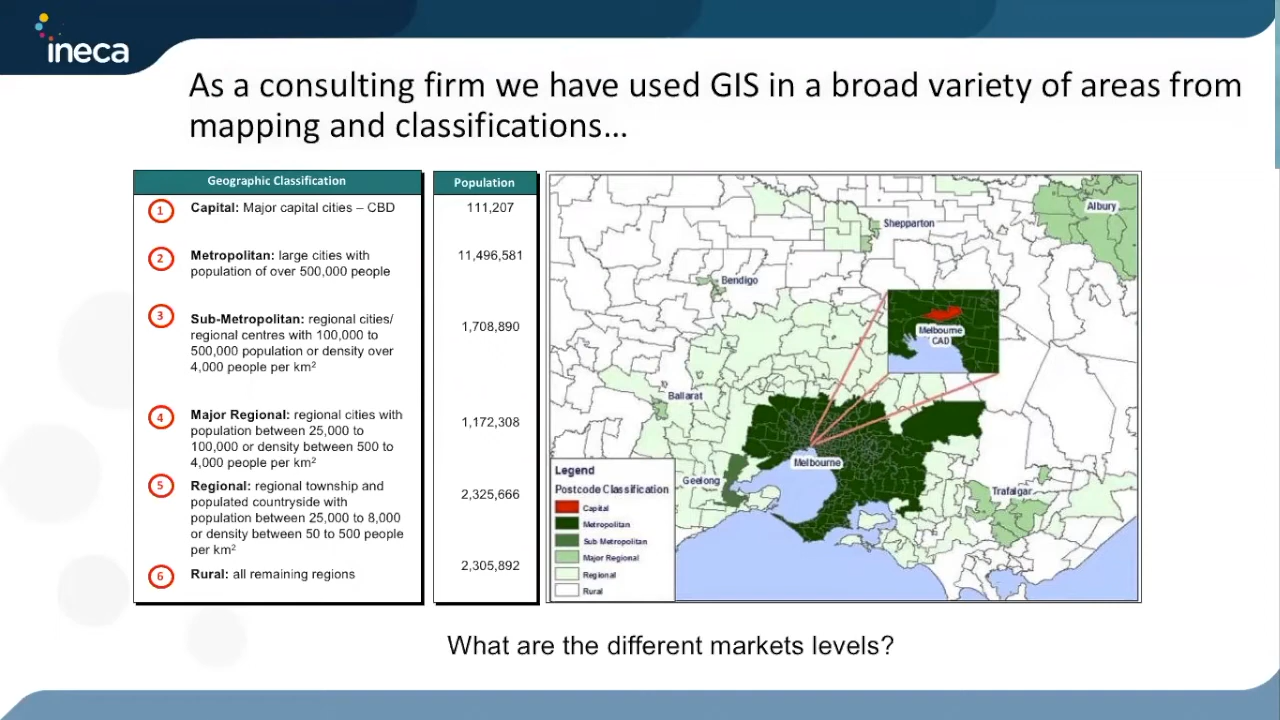 ineca
As a consulting firm we have used GIS in a broad variety of areas from
mapping and classifications...
Geographic Classification
1
Capital: Major capital cities – CBD
2
Metropolitan: large cities with
population of over 500,000 people
3
Sub-Metropolitan: regional cities/
regional centres with 100,000 to
500,000 population or density over
4,000 people per km²
4
Major Regional: regional cities with
population between 25,000 to
100,000 or density between 500 to
4,000 people per km²
5
Regional: regional township and
populated countryside with
population between 25,000 to 8,000
or density between 50 to 500 people
per km²
6
Rural: all remaining regions
Population
111,207
11,496,581
1,708,890
1,172,308
2,325,666
2,305,892
Albury
Shepparton
Bendigo
Melbourne
CAD
Ballarat
Melbourne
Geelong
Trafalgar
Legend
Postcode Classification
Capital
Metropolitan
Sub Metropolitan
Major Regional
Regional
Rural
What are the different markets levels?